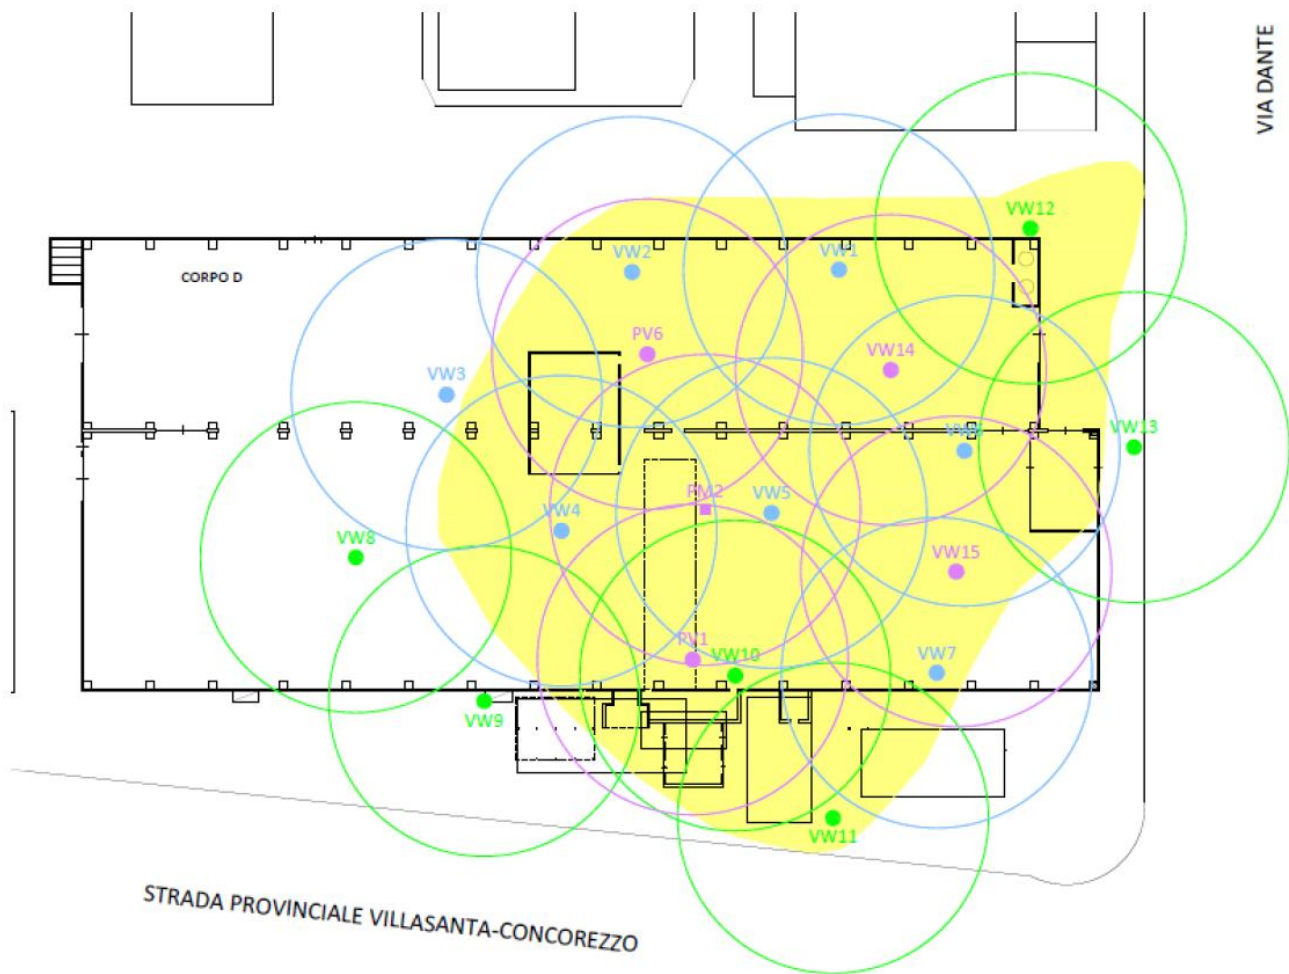 VIA DANTE
VW12
CORPO D
VW2
VW1
PV6
VW14
VW3
VW13
PM2
VW5
VW4
VW8
VW15
PV1
VW10
VW7
VW9
VW11
STRADA PROVINCIALE VILLASANTA-CONCOREZZO